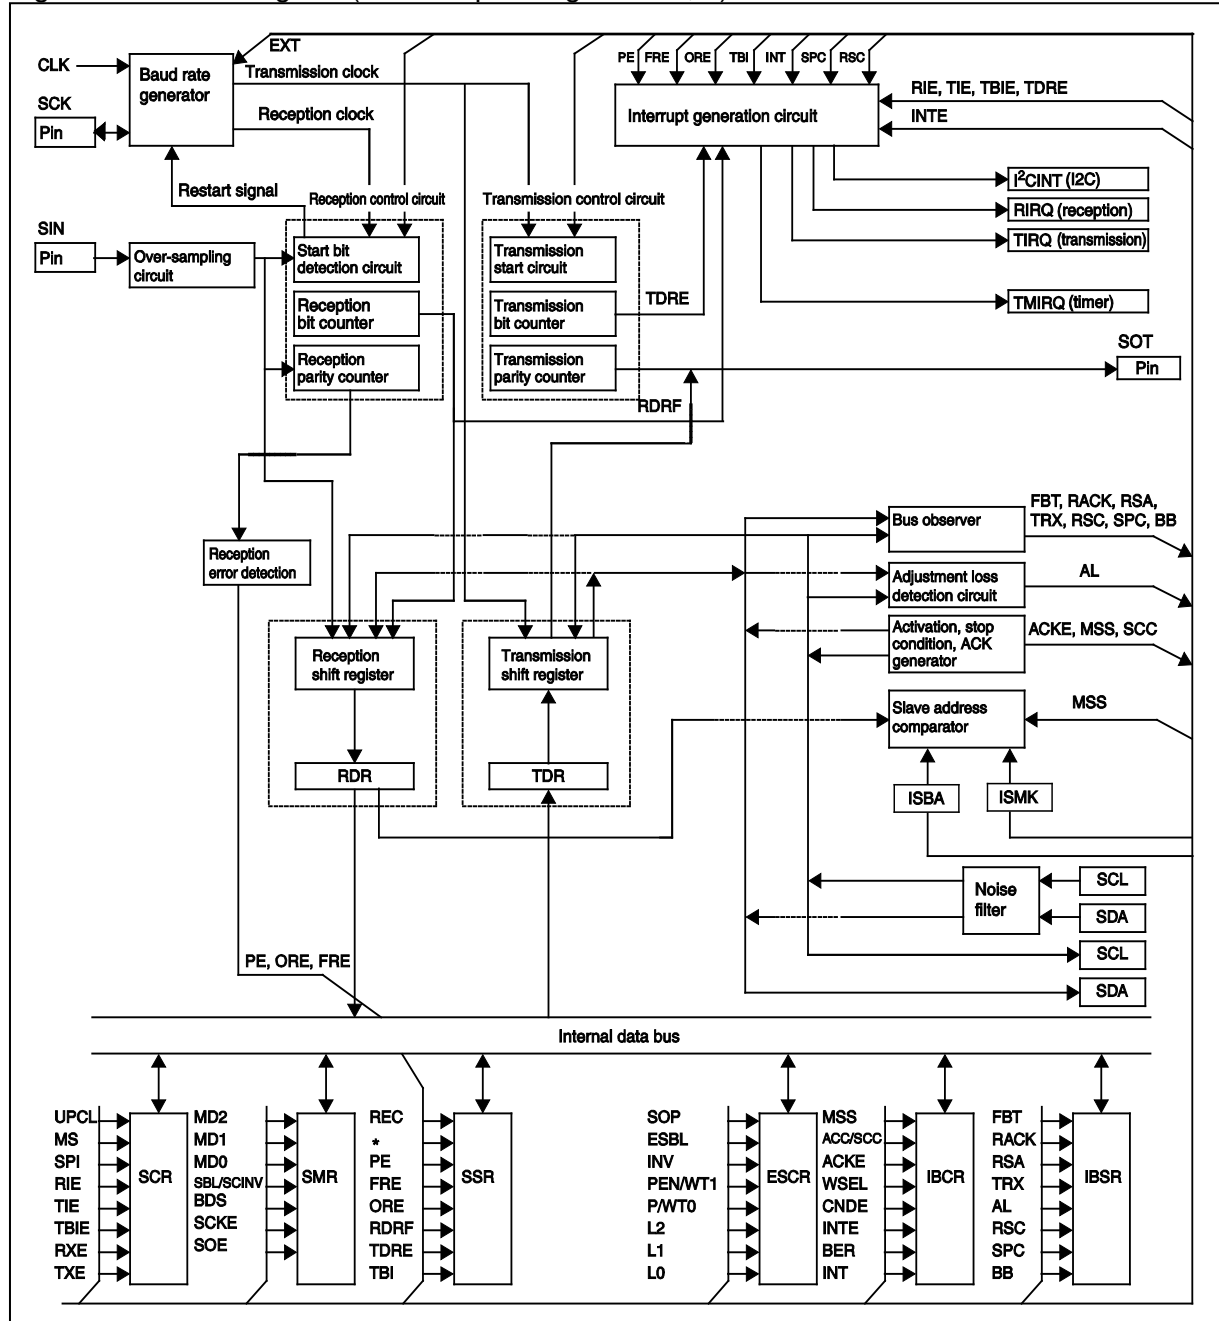 EXT
CLK
Baud rate
generator
Transmission clock
Reception clock
SCK
Pin
PE FRE ORE TBI INT SPC RSC
Interrupt generation circuit
RIE, TIE, TBIE, TDRE
INTE
Restart signal
Reception control circuit
Transmission control circuit
I²CINT (I2C)
RIRQ (reception)
TIRQ (transmission)
TMIRQ (timer)
SIN
Pin
Over-sampling
circuit
Start bit
detection circuit
Reception
bit counter
Reception
parity counter
Transmission
start circuit
Transmission
bit counter
Transmission
parity counter
TDRE
RDRF
SOT
Pin
Reception
error detection
Bus observer
FBT, RACK, RSA,
TRX, RSC, SPC, BB
Adjustment loss
detection circuit
AL
Activation, stop
condition, ACK
generator
ACKE, MSS, SCC
Reception
shift register
Transmission
shift register
Slave address
comparator
MSS
RDR
TDR
ISBA
ISMK
Noise
filter
SCL
SDA
SCL
SDA
PE, ORE, FRE
Internal data bus
UPCL
MS
SPI
RIE
TIE
TBIE
RXE
TXE
SCR
MD2
MD1
MD0
SBL/SCINV
BDS
SCKE
SOE
SMR
REC
*
PE
FRE
ORE
RDRF
TDRE
TBI
SSR
SOP
ESBL
INV
PEN/WT1
P/WT0
L2
L1
L0
ESCR
MSS
ACC/SCC
ACKE
WSEL
CNDE
INTE
BER
INT
IBCR
FBT
RACK
RSA
TRX
AL
RSC
SPC
BB
IBSR